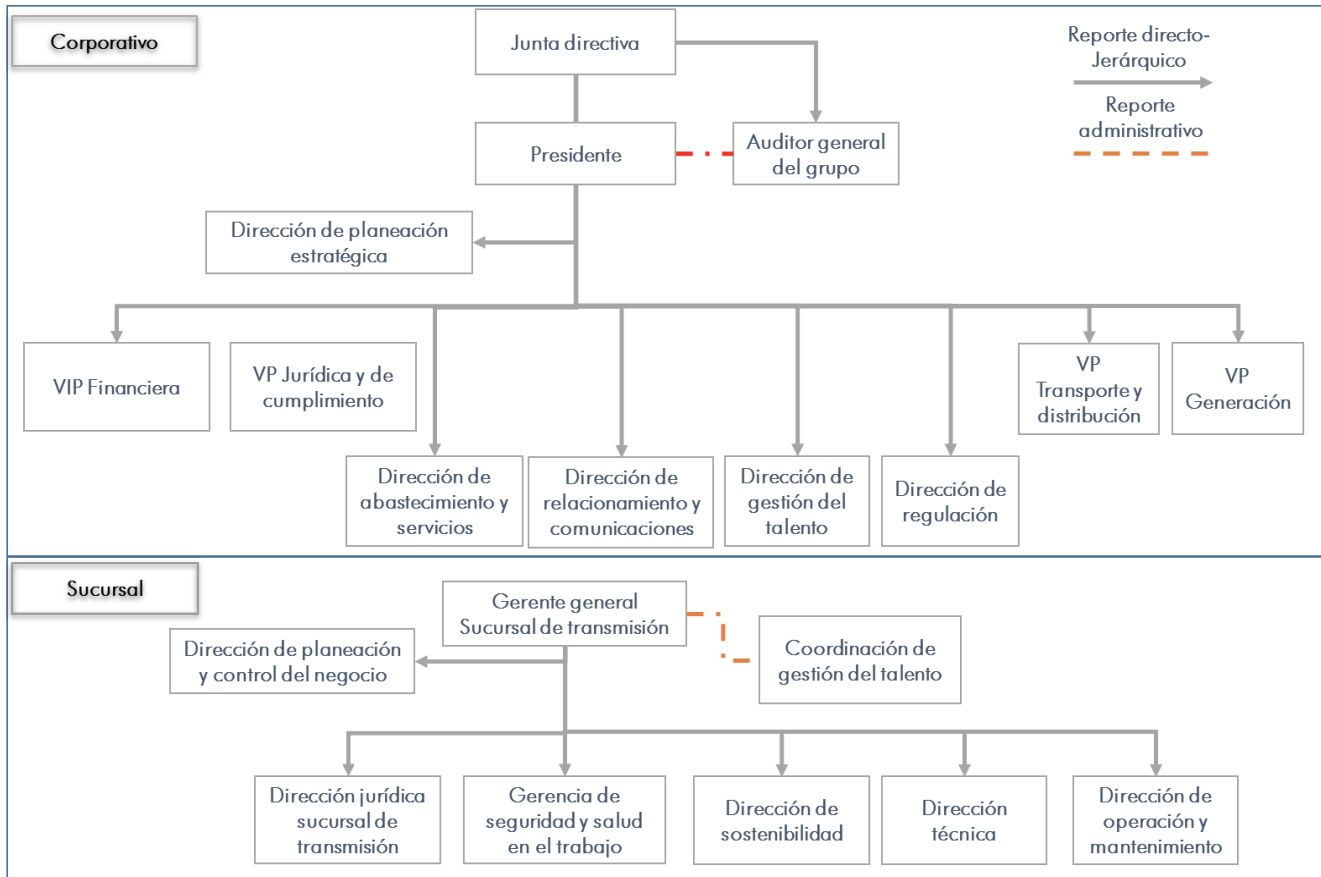 Corporativo
Junta directiva
Reporte directo-
Jerárquico
Reporte
administrativo
Presidente
Auditor general
del grupo
Dirección de planeación
estratégica
VIP Financiera
VP Jurídica y de
cumplimiento
VP
Transporte y
distribución
VP
Generación
Dirección de
abastecimiento y
servicios
Dirección de
relacionamiento y
comunicaciones
Dirección de
gestión del
talento
Dirección de
regulación
Sucursal
Gerente general
Sucursal de transmisión
Dirección de planeación
y control del negocio
Coordinación de
gestión del talento
Dirección jurídica
sucursal de
transmisión
Gerencia de
seguridad y salud
en el trabajo
Dirección de
sostenibilidad
Dirección
técnica
Dirección de
operación y
mantenimiento